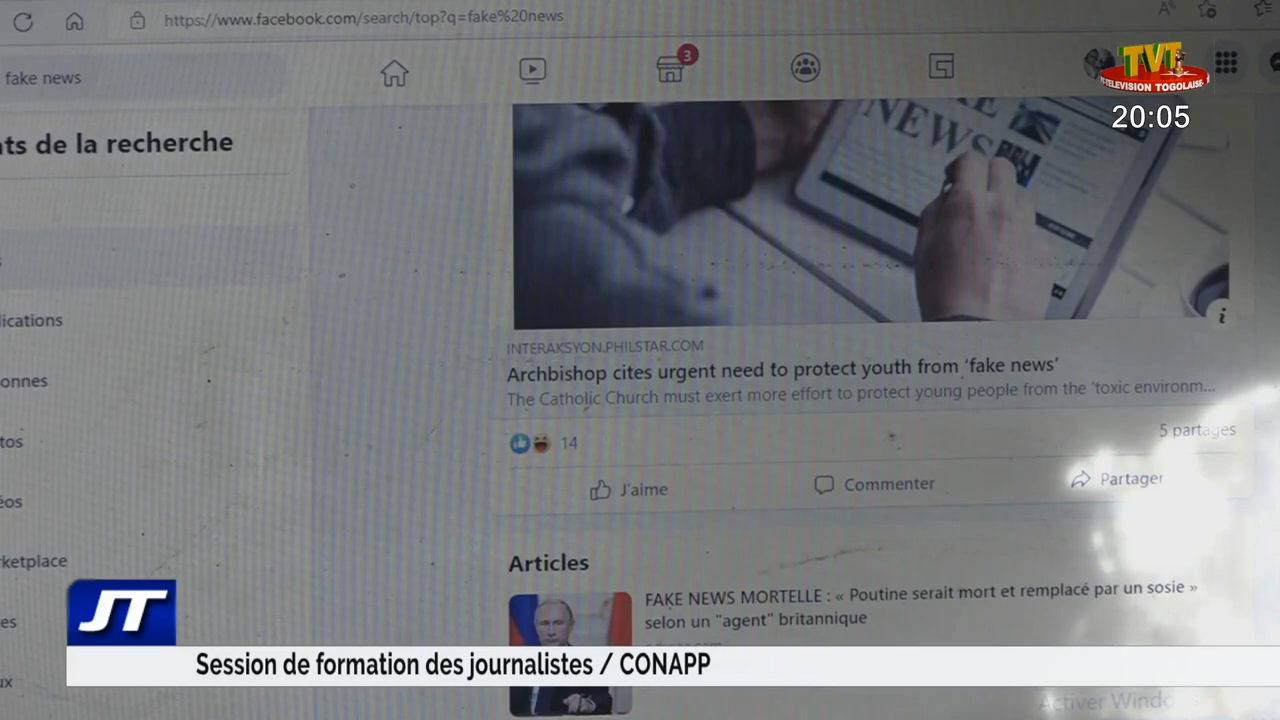 https://www.facebook.com/search/top?q=fake%20news
fake news
3
TVT
TELEVISION TOGOLAISE
20:05
ts de la recherche
NEWS
lications
onnes
tos
éos
ketplace
es
ux
INTERAKSYON.PHILSTAR.COM
Archbishop cites urgent need to protect youth from 'fake news'
The Catholic Church must exert more effort to protect young people from the 'toxic environm...
14
5 partages
J'aime
Commenter
Partager
Articles
FAKE NEWS MORTELLE : « Poutine serait mort et remplacé par un sosie »
selon un "agent" britannique
JT
Session de formation des journalistes / CONAPP
Activer Windo